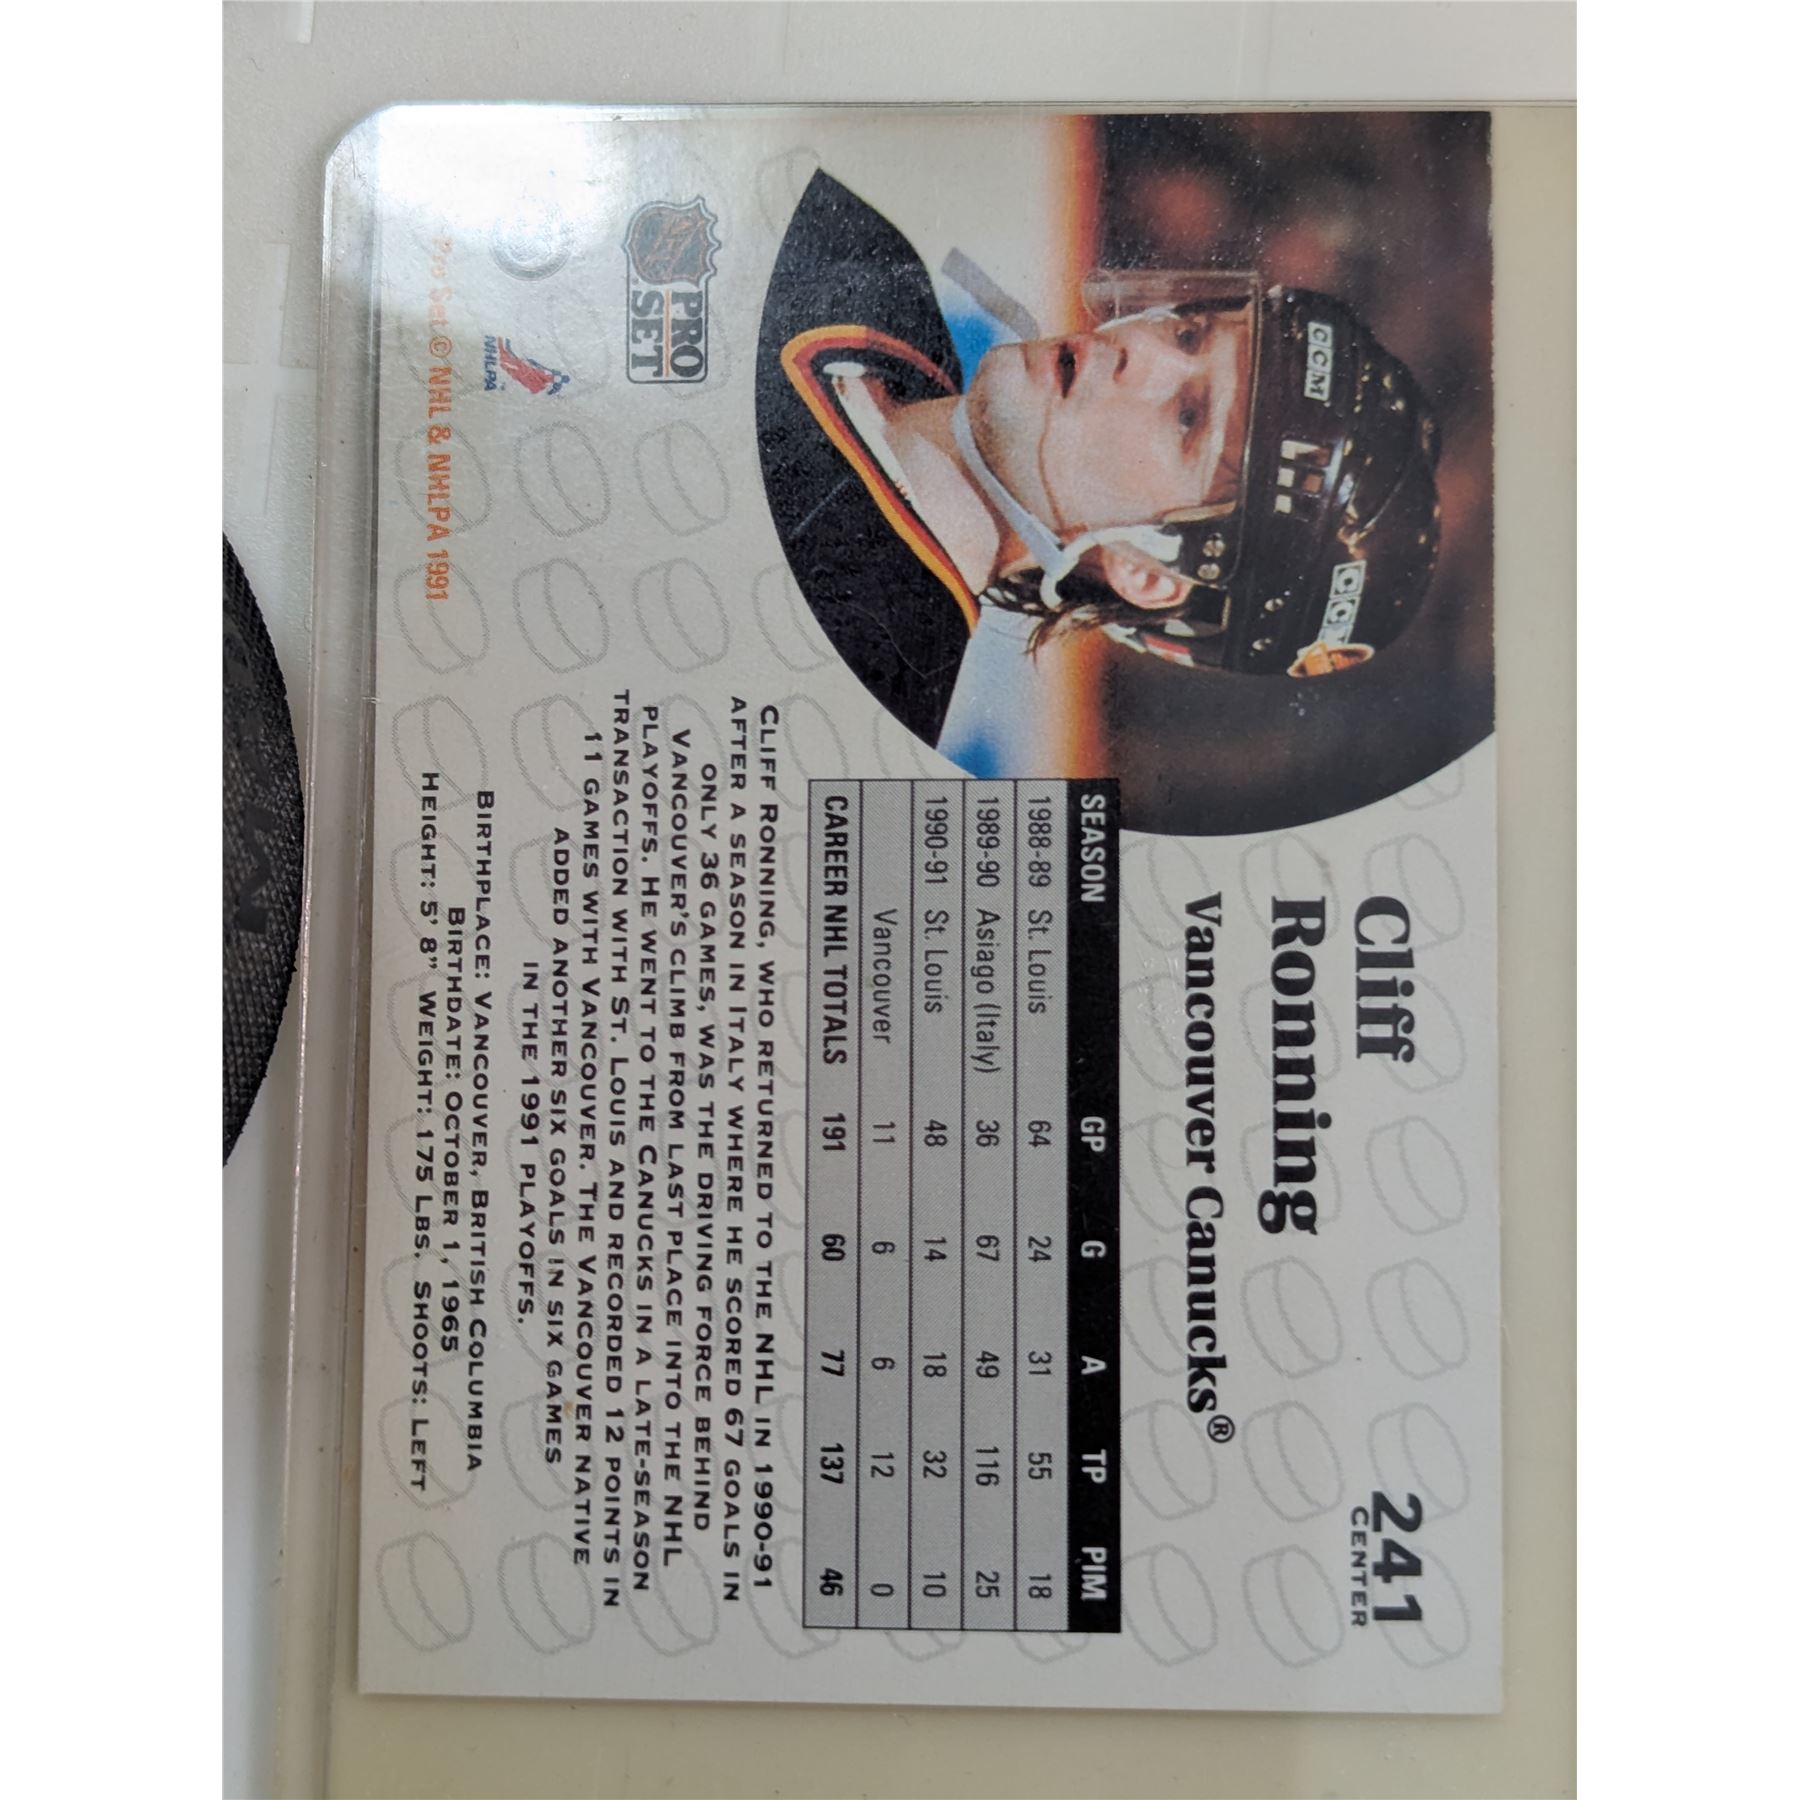 241
CENTER
Cliff
Ronning
Vancouver Canucks®
CCM
SEASON GP G A TP PIM
1988-89 St. Louis 64 24 31 55 18
1989-90 Asiago (Italy) 36 67 49 116 25
1990-91 St. Louis 48 14 18 32 10
Vancouver 11 6 6 12 0
CAREER NHL TOTALS 191 60 77 137 46
CLIFF RONNING, WHO RETURNED TO THE NHL IN 1990-91
AFTER A SEASON IN ITALY WHERE HE SCORED 67 GOALS IN
ONLY 36 GAMES, WAS THE DRIVING FORCE BEHIND
VANCOUVER'S CLIMB FROM LAST PLACE INTO THE NHL
PLAYOFFS. HE WENT TO THE CANUCKS IN A LATE-SEASON
TRANSACTION WITH ST. LOUIS AND RECORDED 12 POINTS IN
11 GAMES WITH VANCOUVER. THE VANCOUVER NATIVE
ADDED ANOTHER SIX GOALS IN SIX GAMES
IN THE 1991 PLAYOFFS.
BIRTHPLACE: VANCOUVER, BRITISH COLUMBIA
BIRTHDATE: OCTOBER 1, 1965
HEIGHT: 5' 8" WEIGHT: 175 LBS. SHOOTS: LEFT
NHL
PRO
SET
NHLPA™
Pro Set © NHL & NHLPA 1991